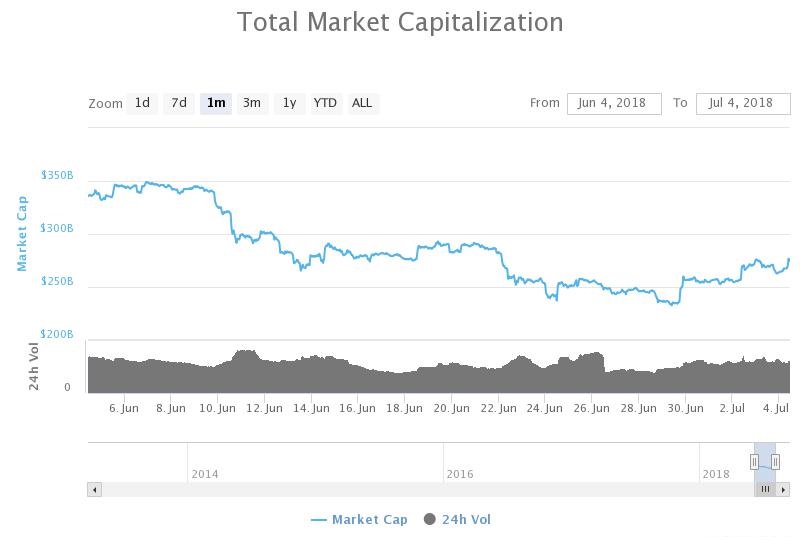 Total Market Capitalization
Zoom 1d 7d 1m 3m 1y YTD ALL From Jun 4, 2018 To Jul 4, 2018
Market Cap
$350B
$300B
$250B
$200B
24h Vol
0
6. Jun 8. Jun 10. Jun 12. Jun 14. Jun 16. Jun 18. Jun 20. Jun 22. Jun 24. Jun 26. Jun 28. Jun 30. Jun 2. Jul 4. Jul
2014 2016 2018
Market Cap 24h Vol